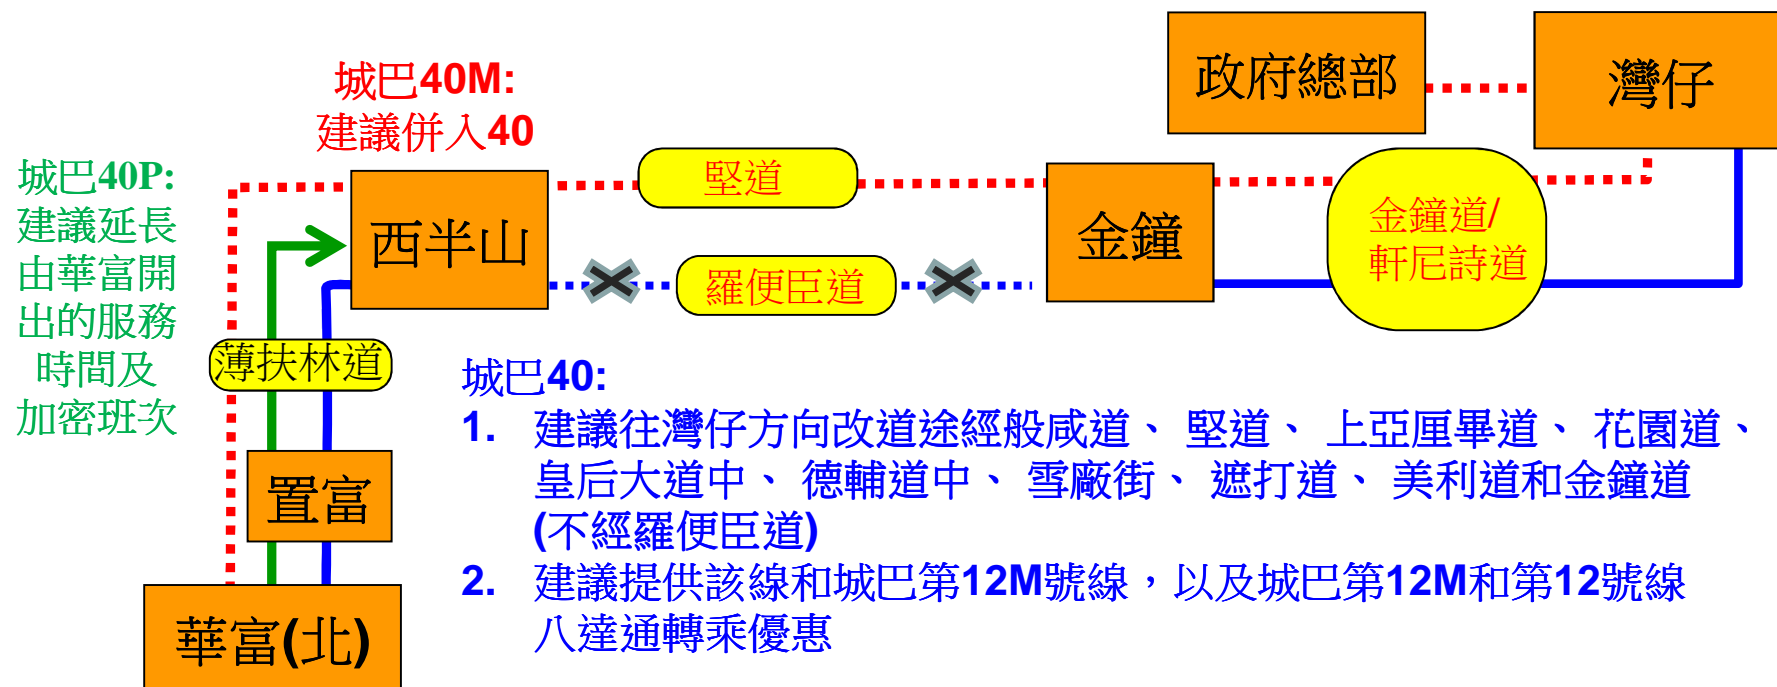 政府總部
灣仔
城巴40M:
建議併入40
城巴40P:
建議延長
由華富開
出的服務
時間及
加密班次
堅道
西半山
金鐘
金鐘道/
軒尼詩道
羅便臣道
薄扶林道
置富
華富(北)
城巴40:
1. 建議往灣仔方向改道途經般咸道、 堅道、 上亞厘畢道、 花園道、
皇后大道中、 德輔道中、 雪廠街、 遮打道、 美利道和金鐘道
(不經羅便臣道)
2. 建議提供該線和城巴第12M號線，以及城巴第12M和第12號線
八達通轉乘優惠